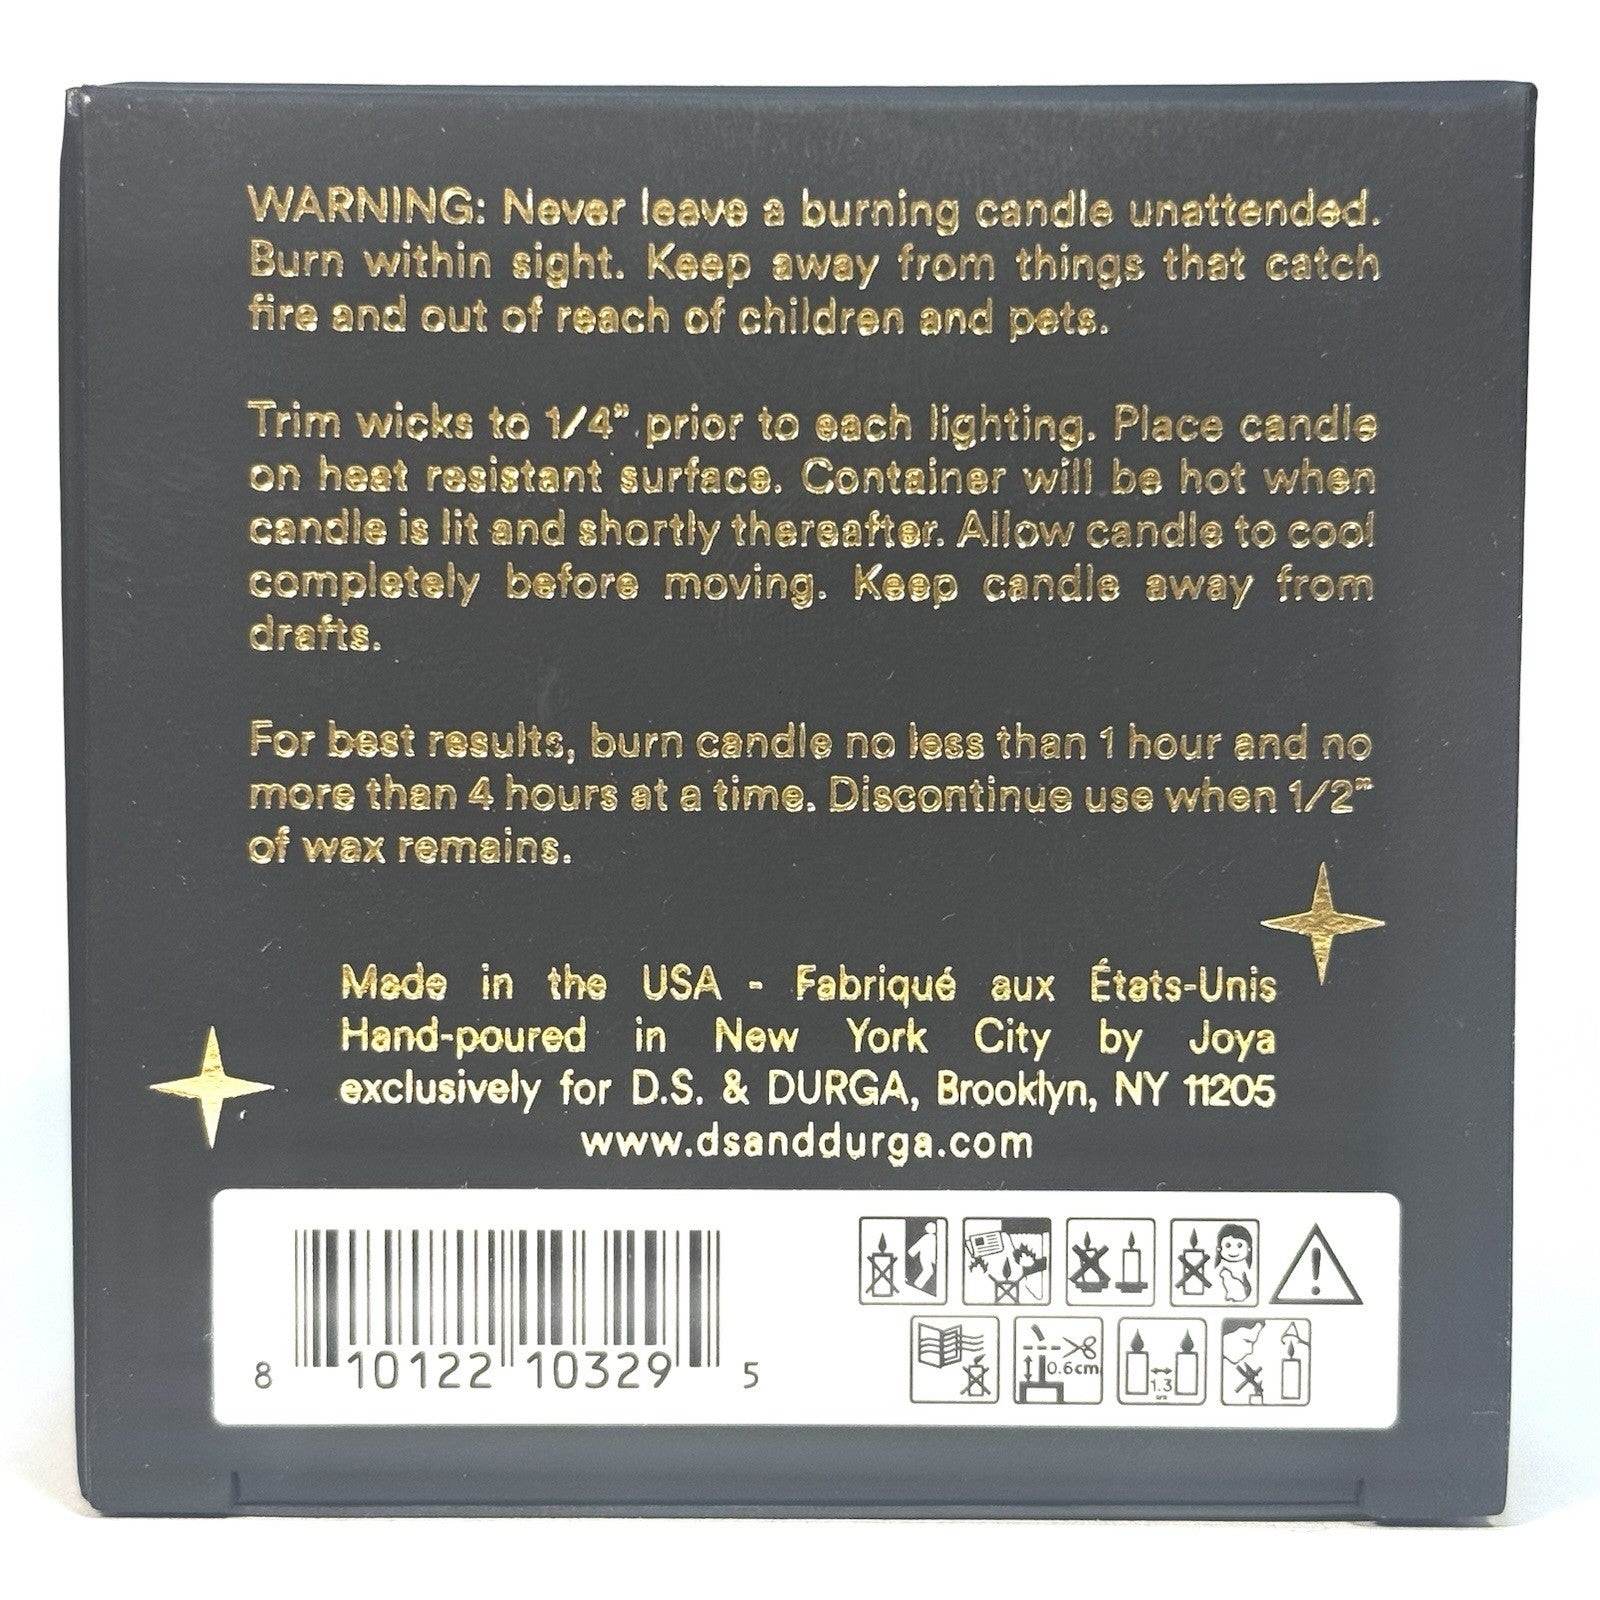 WARNING: Never leave a burning candle unattended.
Burn within sight. Keep away from things that catch
fire and out of reach of children and pets.
Trim wicks to 1/4" prior to each lighting. Place candle
on heat resistant surface. Container will be hot when
candle is lit and shortly thereafter. Allow candle to cool
completely before moving. Keep candle away from
drafts.
For best results, burn candle no less than 1 hour and no
more than 4 hours at a time. Discontinue use when 1/2"
of wax remains.
Made in the USA - Fabriqué aux États-Unis
Hand-poured in New York City by Joya
exclusively for D.S. & DURGA, Brooklyn, NY 11205
www.dsanddurga.com
8 10122 10329 5
0.6cm
1.3